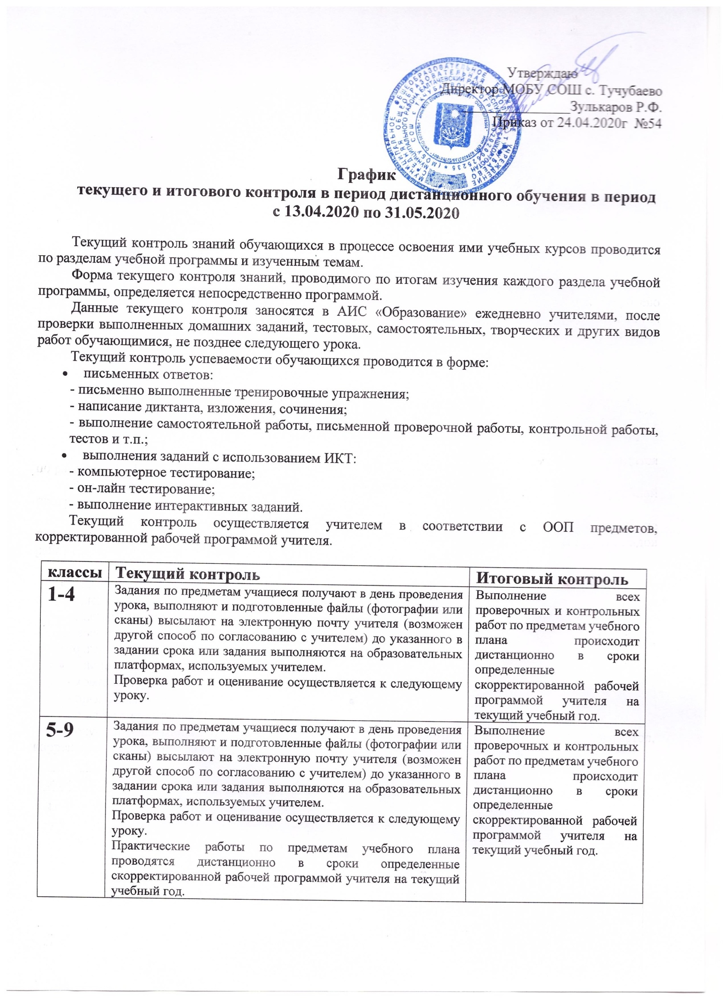 Утверждаю
Директор МОБУ СОШ с. Тучубаево
Зулькаров Р.Ф.
Приказ от 24.04.2020г №54
График
текущего и итогового контроля в период дистанционного обучения в период
с 13.04.2020 по 31.05.2020
Текущий контроль знаний обучающихся в процессе освоения ими учебных курсов проводится
по разделам учебной программы и изученным темам.
Форма текущего контроля знаний, проводимого по итогам изучения каждого раздела учебной
программы, определяется непосредственно программой.
Данные текущего контроля заносятся в АИС «Образование» ежедневно учителями, после
проверки выполненных домашних заданий, тестовых, самостоятельных, творческих и других видов
работ обучающимися, не позднее следующего урока.
Текущий контроль успеваемости обучающихся проводится в форме:
• письменных ответов:
- письменно выполненные тренировочные упражнения;
- написание диктанта, изложения, сочинения;
- выполнение самостоятельной работы, письменной проверочной работы, контрольной работы,
тестов и т.п.;
• выполнения заданий с использованием ИКТ:
- компьютерное тестирование;
- он-лайн тестирование;
- выполнение интерактивных заданий.
Текущий контроль осуществляется учителем в соответствии с ООП предметов,
корректированной рабочей программой учителя.
классы Текущий контроль Итоговый контроль
1-4
Задания по предметам учащиеся получают в день проведения
урока, выполняют и подготовленные файлы (фотографии или
сканы) высылают на электронную почту учителя (возможен
другой способ по согласованию с учителем) до указанного в
задании срока или задания выполняются на образовательных
платформах, используемых учителем.
Проверка работ и оценивание осуществляется к следующему
уроку.
Выполнение всех
проверочных и контрольных
работ по предметам учебного
плана происходит
дистанционно в сроки
определенные
скорректированной рабочей
программой учителя на
текущий учебный год.
5-9
Задания по предметам учащиеся получают в день проведения
урока, выполняют и подготовленные файлы (фотографии или
сканы) высылают на электронную почту учителя (возможен
другой способ по согласованию с учителем) до указанного в
задании срока или задания выполняются на образовательных
платформах, используемых учителем.
Проверка работ и оценивание осуществляется к следующему
уроку.
Практические работы по предметам учебного плана
проводятся дистанционно в сроки определенные
скорректированной рабочей программой учителя на текущий
учебный год.
Выполнение всех
проверочных и контрольных
работ по предметам учебного
плана происходит
дистанционно в сроки
определенные
скорректированной рабочей
программой учителя на
текущий учебный год.